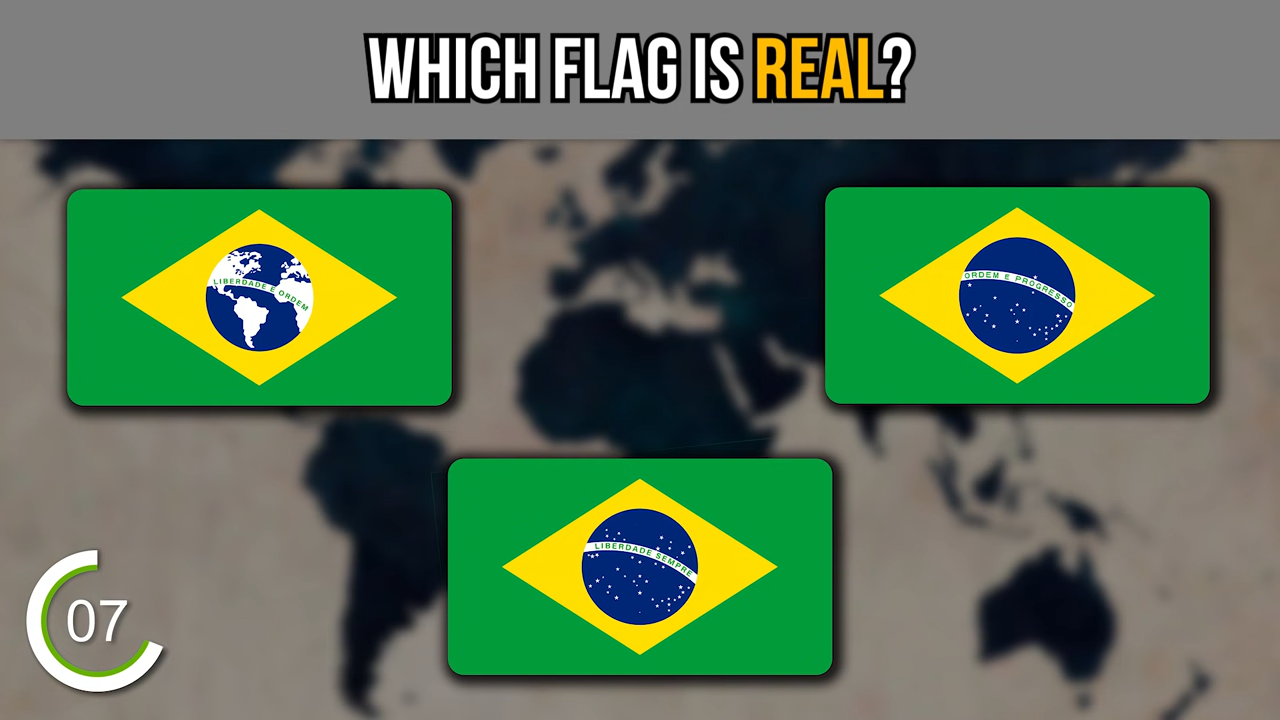 WHICH FLAG IS REAL?
LIBERDADE E ORDEM
ORDEM E PROGRESSO
LIBERDADE SEMPRE
07